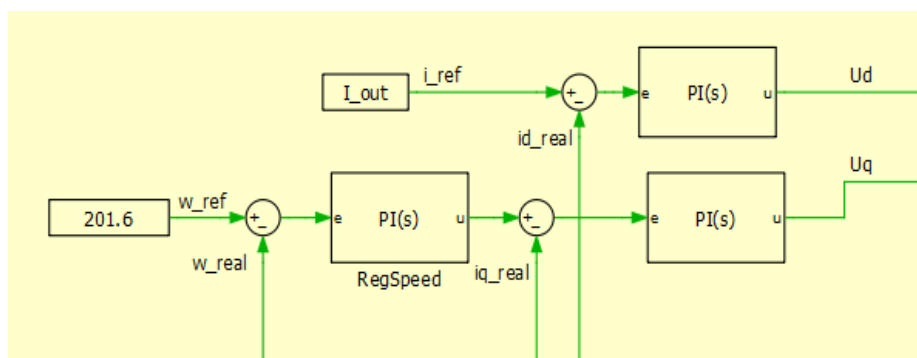 I_out
i_ref
+
-
id_real
e
PI(s)
u
Ud
201.6
w_ref
+
-
w_real
e
PI(s)
u
RegSpeed
+
-
iq_real
e
PI(s)
u
Uq